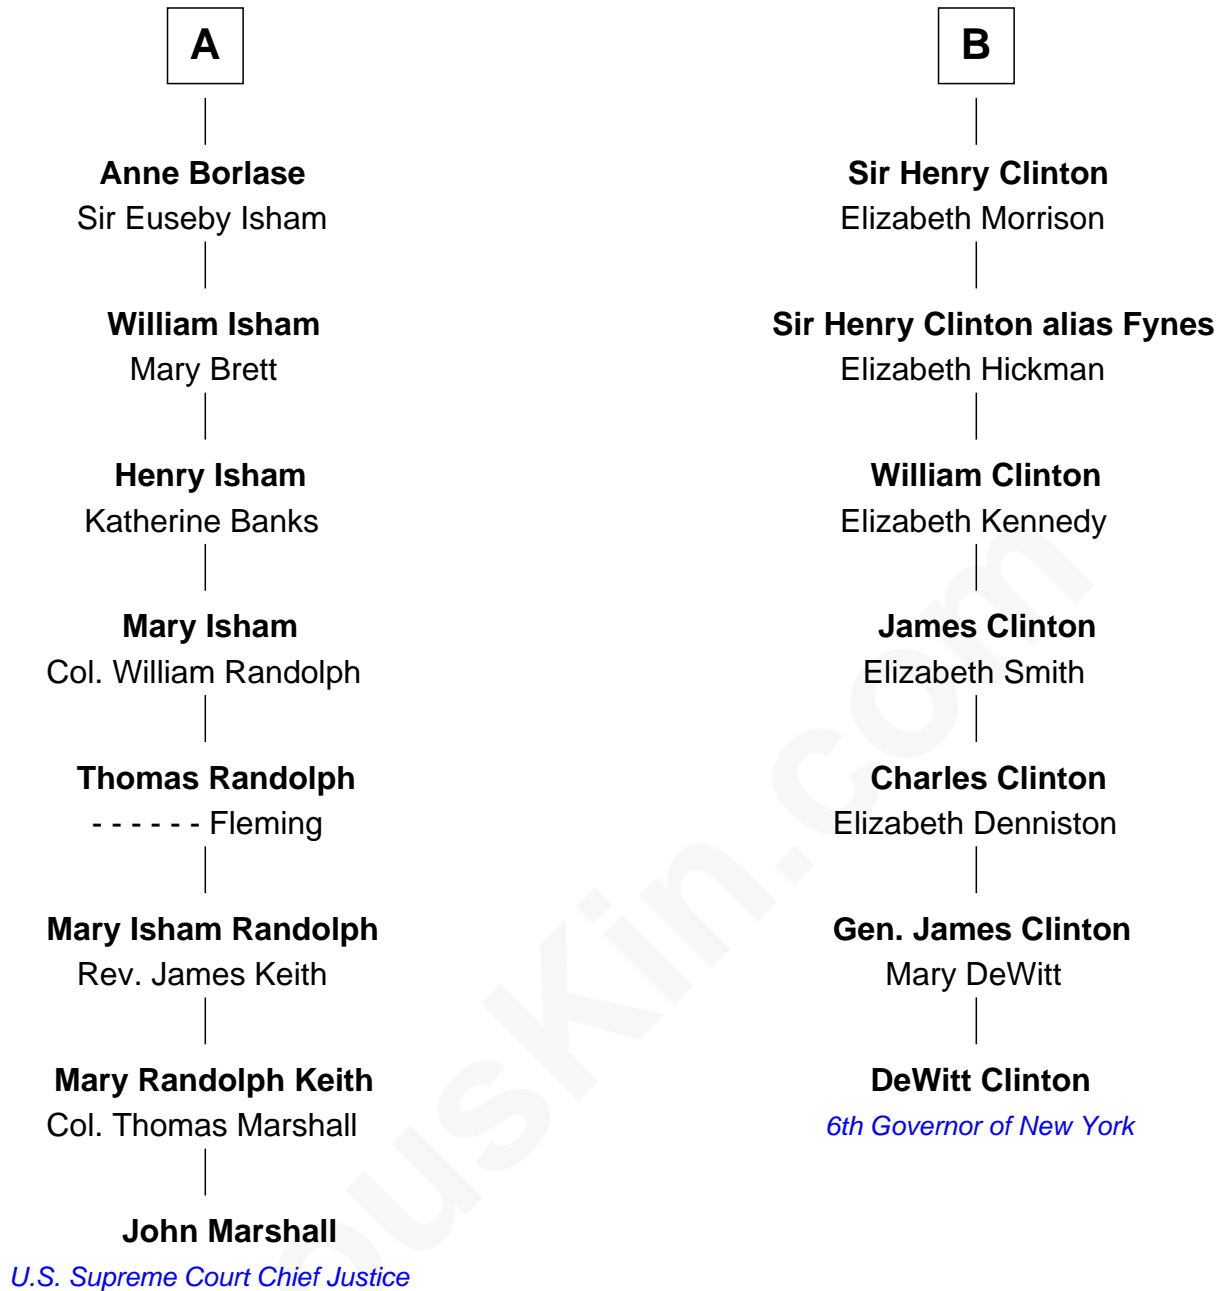 A
Anne Borlase
Sir Euseby Isham
William Isham
Mary Brett
Henry Isham
Katherine Banks
Mary Isham
Col. William Randolph
Thomas Randolph
- - - - - - Fleming
Mary Isham Randolph
Rev. James Keith
Mary Randolph Keith
Col. Thomas Marshall
John Marshall
U.S. Supreme Court Chief Justice
B
Sir Henry Clinton
Elizabeth Morrison
Sir Henry Clinton alias Fynes
Elizabeth Hickman
William Clinton
Elizabeth Kennedy
James Clinton
Elizabeth Smith
Charles Clinton
Elizabeth Denniston
Gen. James Clinton
Mary DeWitt
DeWitt Clinton
6th Governor of New York
ousKin.com